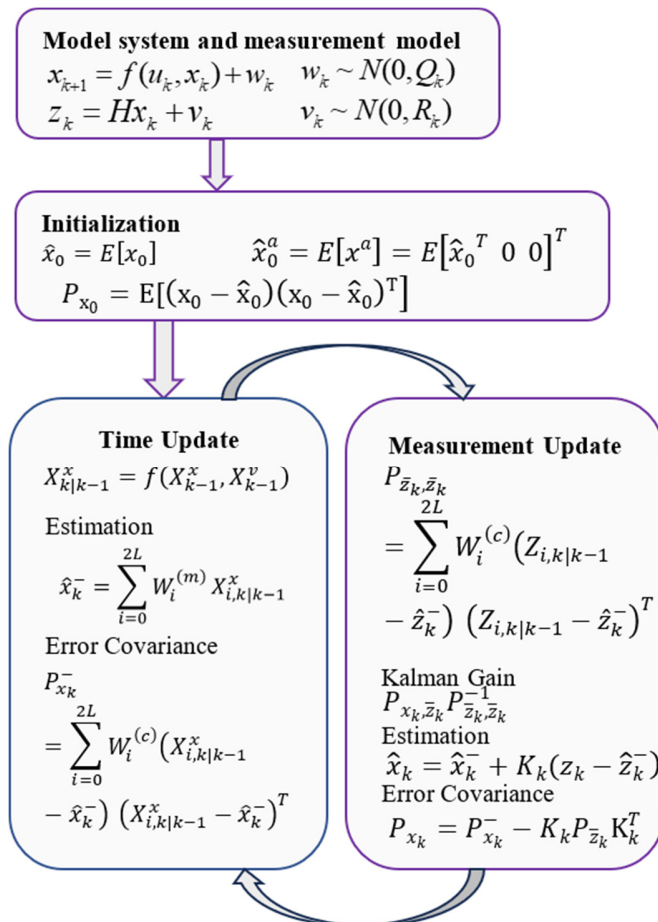 Model system and measurement model
x_{k+1} = f(u_k, x_k) + w_k    w_k ~ N(0, Q_k)
z_k = Hx_k + v_k    v_k ~ N(0, R_k)
Initialization
x̂_0 = E[x_0]    x̂_0^a = E[x^a] = E[x̂_0^T 0 0]^T
P_{x_0} = E[(x_0 − x̂_0)(x_0 − x̂_0)^T]
Time Update
X_{k|k−1}^x = f(X_{k−1}^x, X_{k−1}^v)
Estimation
x̂_k^− = ∑_{i=0}^{2L} W_i^{(m)} X_{i,k|k−1}^x
Error Covariance
P_{x_k}^−
= ∑_{i=0}^{2L} W_i^{(c)} (X_{i,k|k−1}^x
− x̂_k^−) (X_{i,k|k−1}^x − x̂_k^−)^T
Measurement Update
P_{z̄_k,z̄_k}
= ∑_{i=0}^{2L} W_i^{(c)} (Z_{i,k|k−1}
− ẑ_k^−) (Z_{i,k|k−1} − ẑ_k^−)^T
Kalman Gain
P_{x_k,z̄_k} P_{z̄_k,z̄_k}^{−1}
Estimation
x̂_k = x̂_k^− + K_k(z_k − ẑ_k^−)
Error Covariance
P_{x_k} = P_{x_k}^− − K_k P_{z̄_k} K_k^T